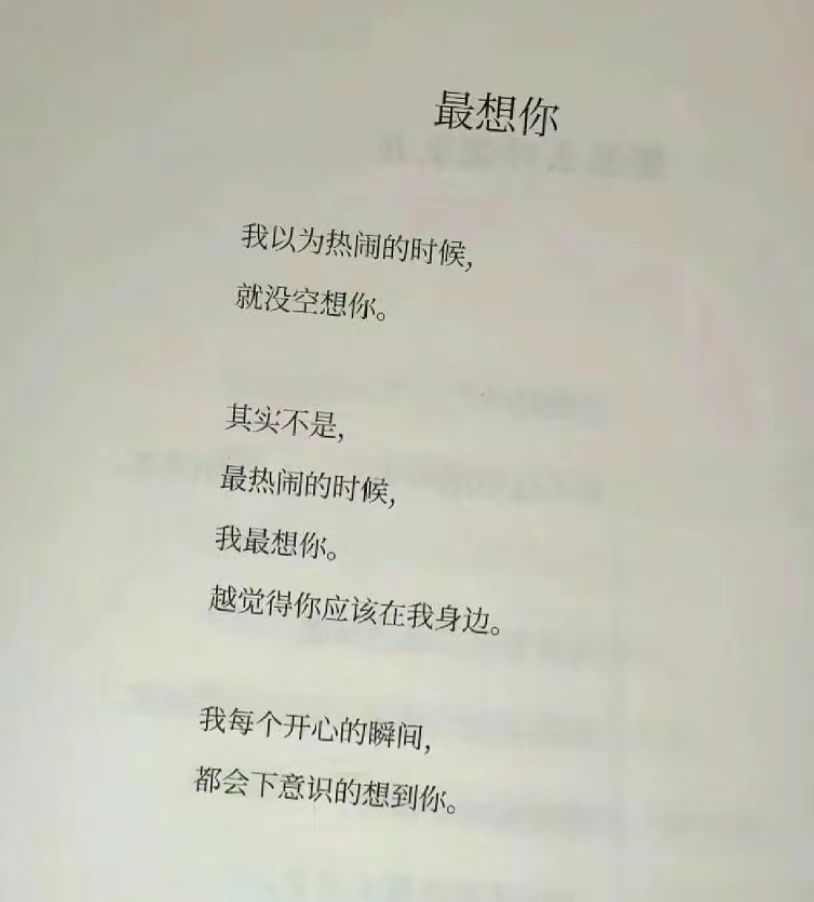 最想你
我以为热闹的时候,
就没空想你。
其实不是,
最热闹的时候,
我最想你。
越觉得你应该在我身边。
我每个开心的瞬间,
都会下意识的想到你。